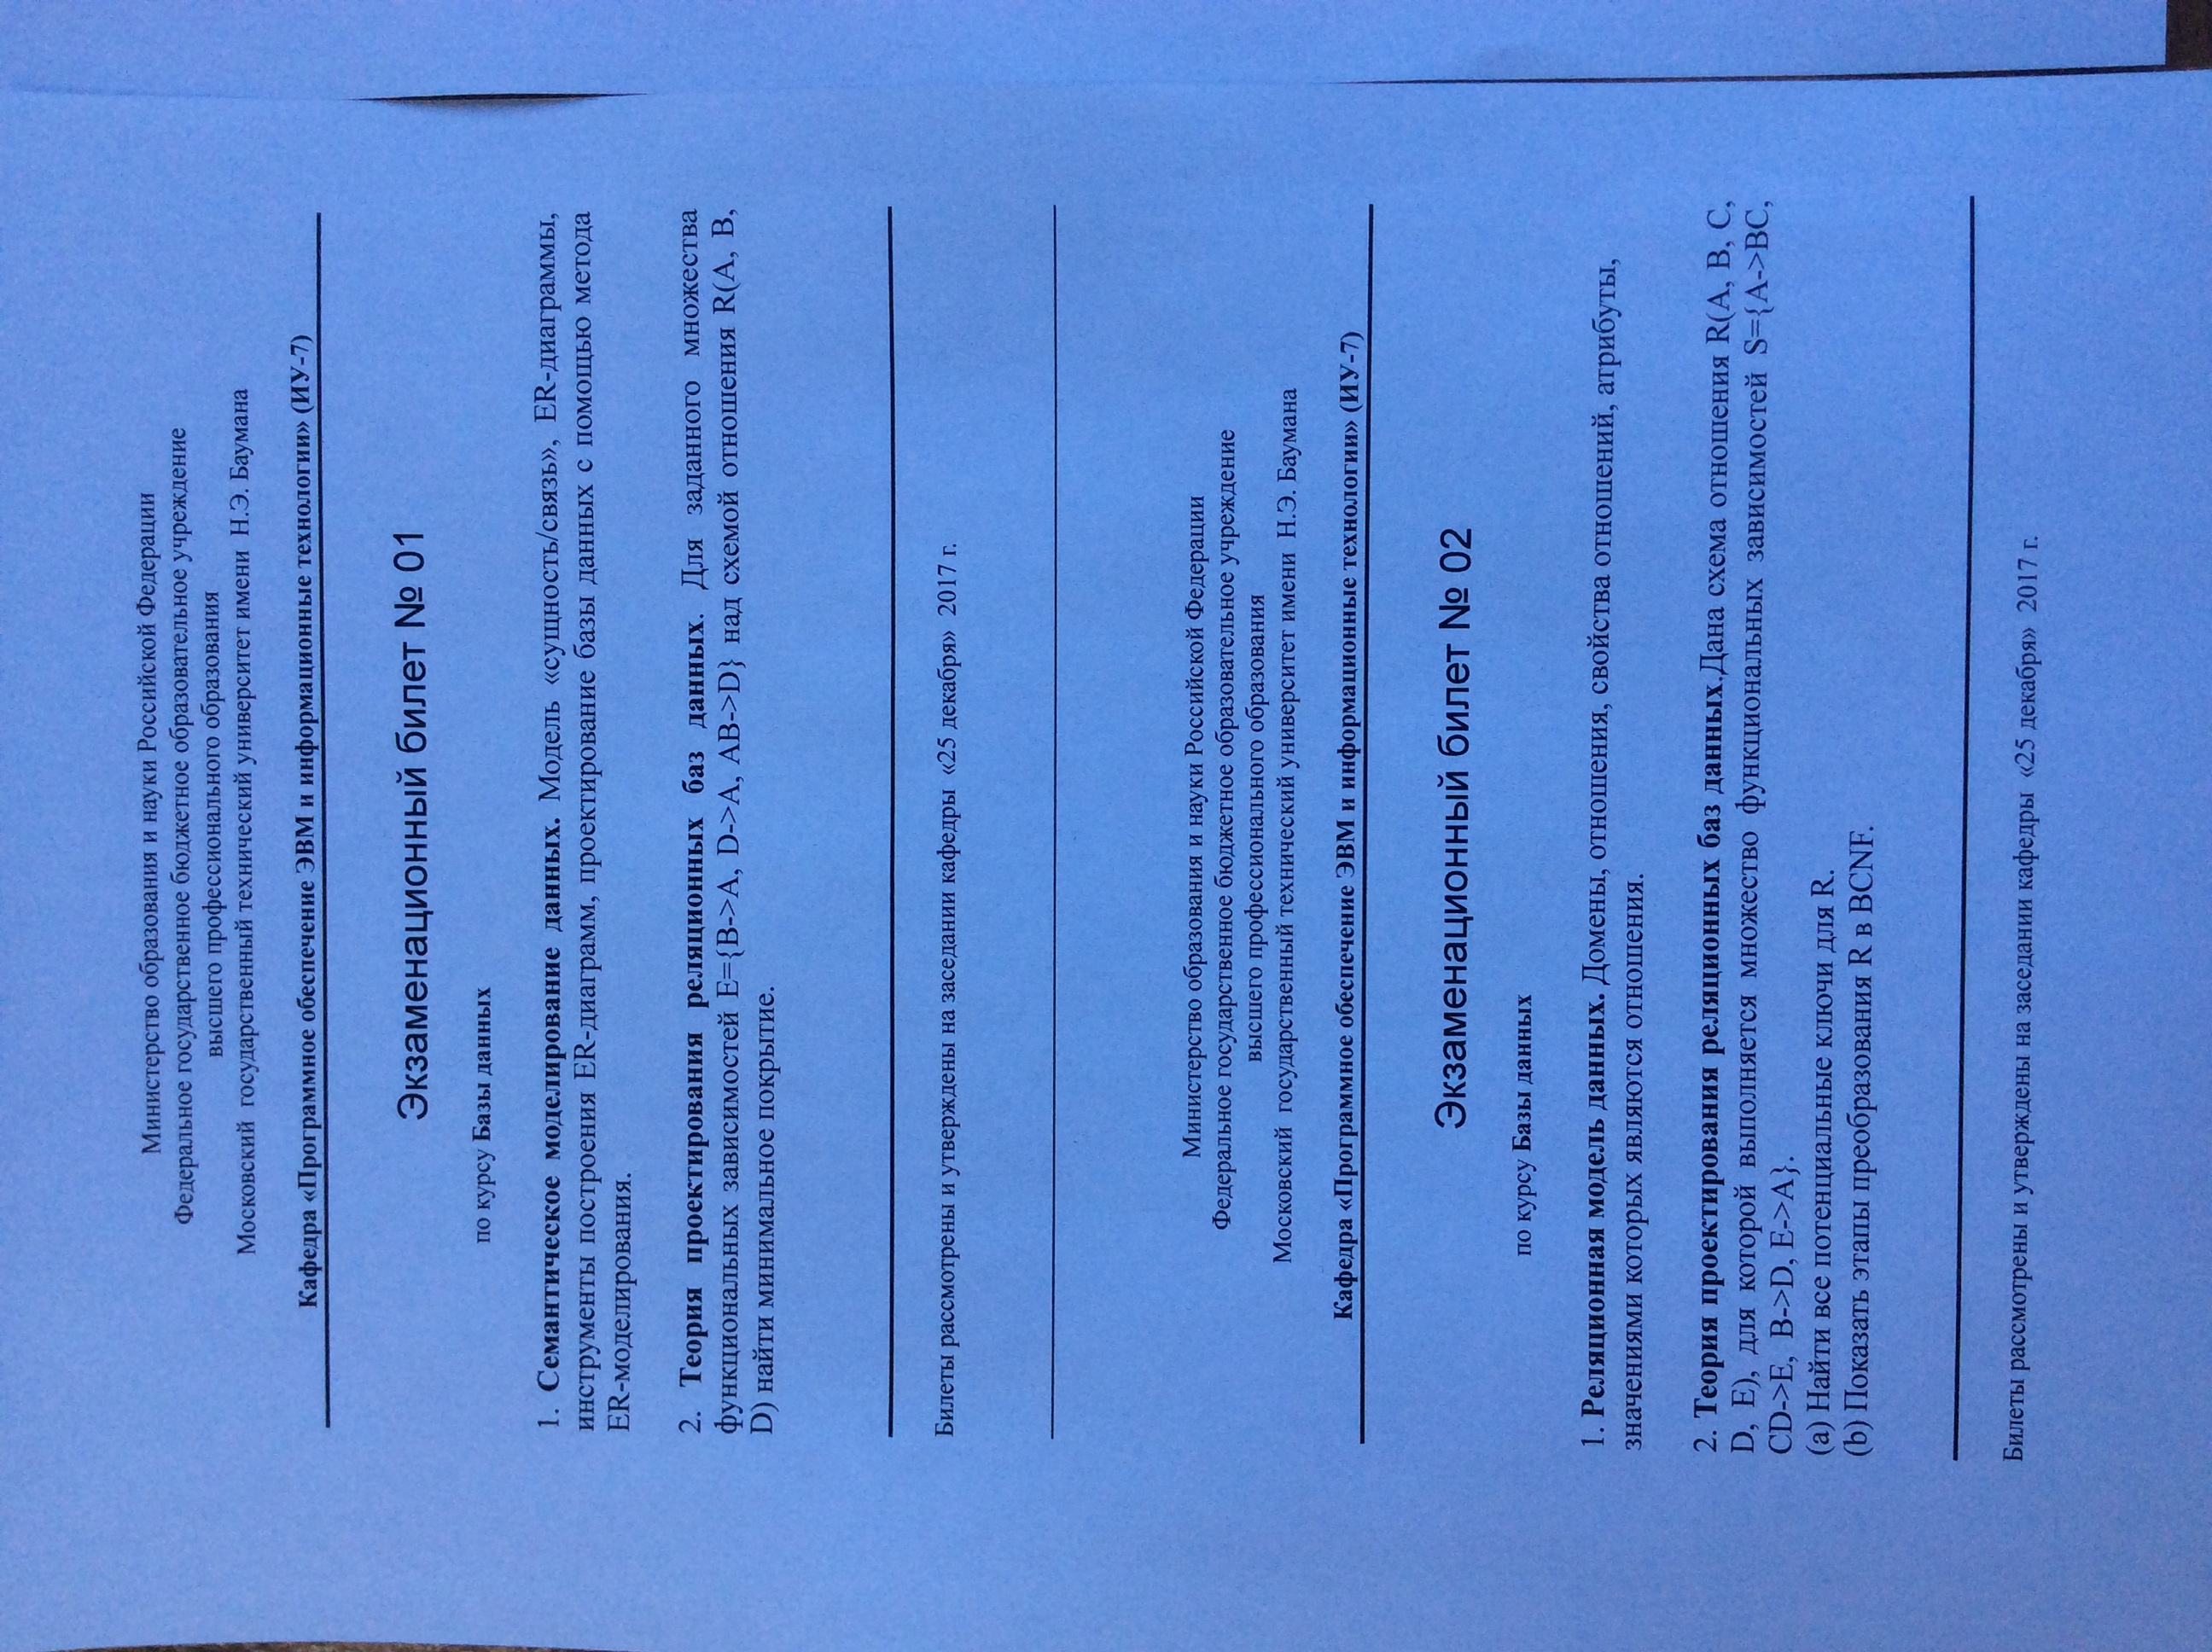 Министерство образования и науки Российской Федерации
Федеральное государственное бюджетное образовательное учреждение
высшего профессионального образования
Московский государственный технический университет имени Н.Э. Баумана
Кафедра «Программное обеспечение ЭВМ и информационные технологии» (ИУ-7)
Экзаменационный билет № 01
по курсу Базы данных
1. Семантическое моделирование данных. Модель «сущность/связь», ER-диаграммы,
инструменты построения ER-диаграмм, проектирование базы данных с помощью метода
ER-моделирования.
2. Теория проектирования реляционных баз данных. Для заданного множества
функциональных зависимостей E={B->A, D->A, AB->D} над схемой отношения R(A, B,
D) найти минимальное покрытие.
Билеты рассмотрены и утверждены на заседании кафедры «25 декабря» 2017 г.
Министерство образования и науки Российской Федерации
Федеральное государственное бюджетное образовательное учреждение
высшего профессионального образования
Московский государственный технический университет имени Н.Э. Баумана
Кафедра «Программное обеспечение ЭВМ и информационные технологии» (ИУ-7)
Экзаменационный билет № 02
по курсу Базы данных
1. Реляционная модель данных. Домены, отношения, свойства отношений, атрибуты,
значениями которых являются отношения.
2. Теория проектирования реляционных баз данных.Дана схема отношения R(A, B, C,
D, E), для которой выполняется множество функциональных зависимостей S={A->BC,
CD->E, B->D, E->A}.
(a) Найти все потенциальные ключи для R.
(b) Показать этапы преобразования R в BCNF.
Билеты рассмотрены и утверждены на заседании кафедры «25 декабря» 2017 г.